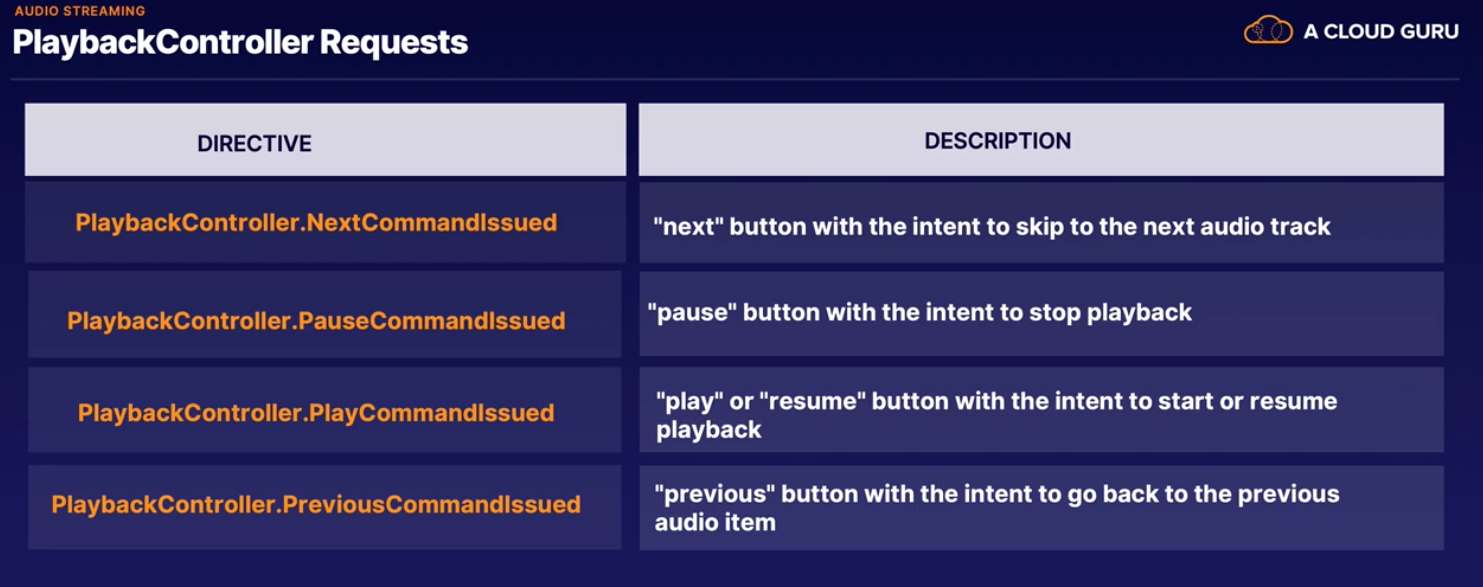 AUDIO STREAMING
PlaybackController Requests
A CLOUD GURU
DIRECTIVE
DESCRIPTION
PlaybackController.NextCommandIssued
"next" button with the intent to skip to the next audio track
PlaybackController.PauseCommandIssued
"pause" button with the intent to stop playback
PlaybackController.PlayCommandIssued
"play" or "resume" button with the intent to start or resume
playback
PlaybackController.PreviousCommandIssued
"previous" button with the intent to go back to the previous
audio item